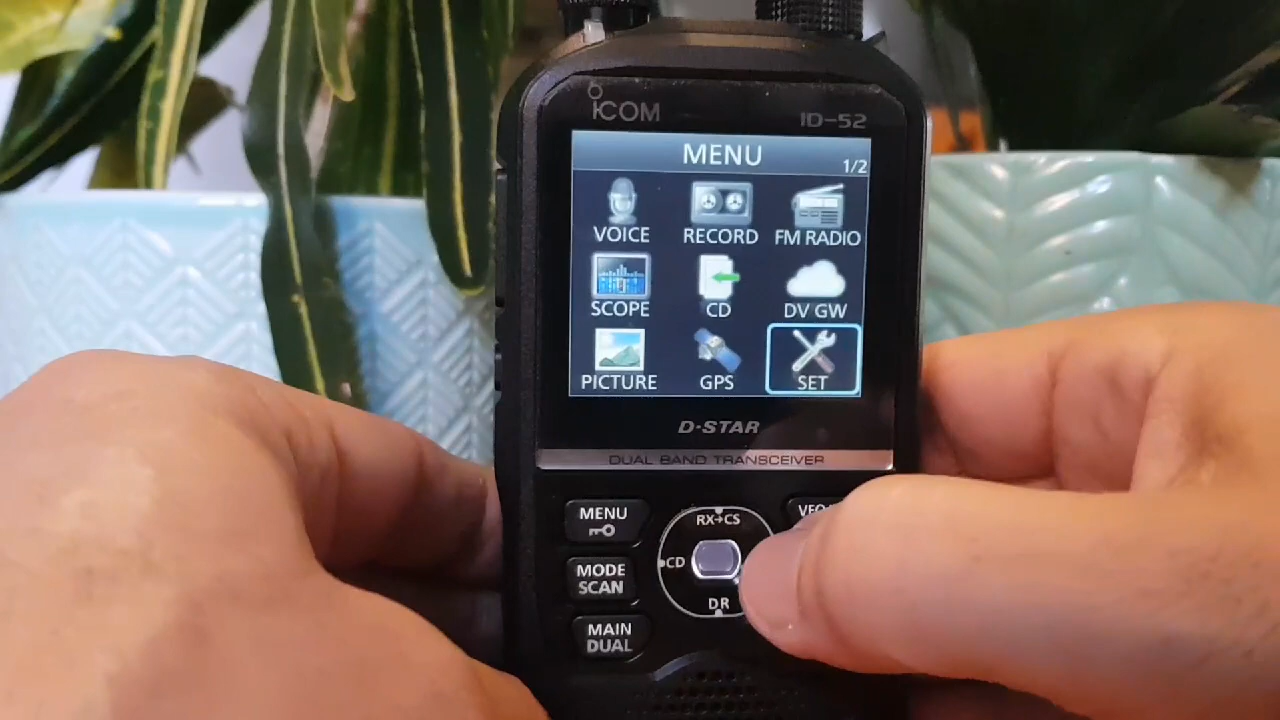 ICOM
ID-52
MENU
1/2
VOICE
RECORD
FM RADIO
SCOPE
CD
DV GW
PICTURE
GPS
SET
D-STAR
DUAL BAND TRANSCEIVER
MENU
RX→CS
MODE
SCAN
CD
DR
MAIN
DUAL